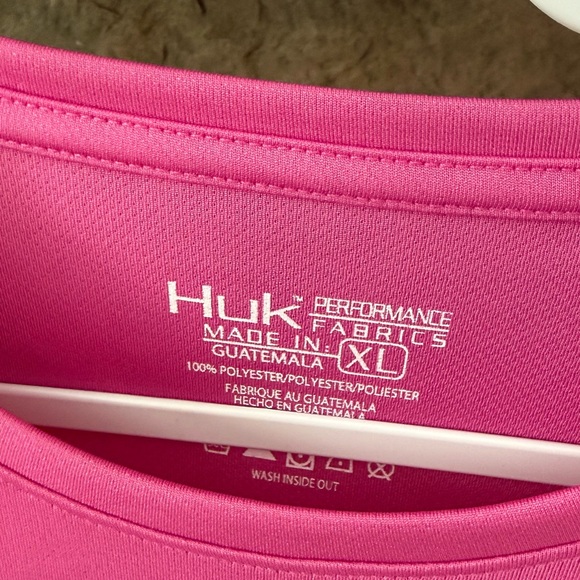 Huk™ PERFORMANCE
FABRICS
MADE IN:
GUATEMALA XL
100% POLYESTER/POLYESTER/POLIESTER
FABRIQUE AU GUATEMALA
HECHO EN GUATEMALA
WASH INSIDE OUT